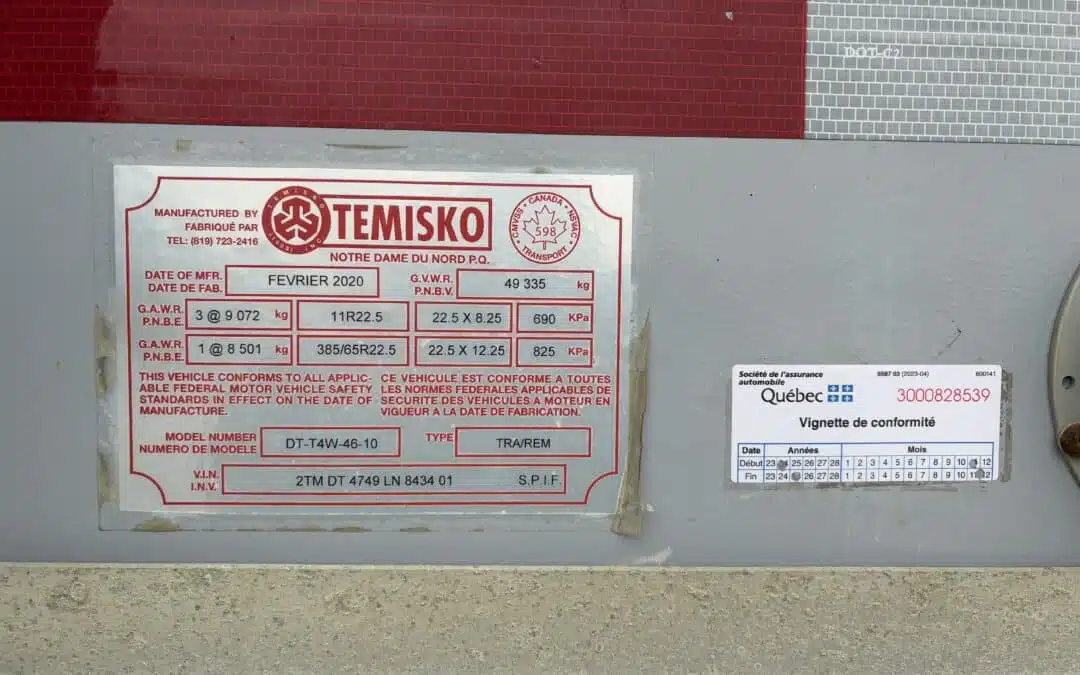 DOT-C2
MANUFACTURED BY
FABRIQUÉ PAR
TEL: (819) 723-2416
TEMISKO
TEMISKO
NOTRE DAME DU NORD P.Q.
CANADA
CMVSS
NSVAC
598
TRANSPORT
DATE OF MFR.
DATE DE FAB.
FEVRIER 2020
G.V.W.R.
P.N.B.V.
49 335 kg
G.A.W.R.
P.N.B.E.
3 @ 9 072 kg 11R22.5 22.5 X 8.25 690 KPa
G.A.W.R.
P.N.B.E.
1 @ 8 501 kg 385/65R22.5 22.5 X 12.25 825 KPa
THIS VEHICLE CONFORMS TO ALL APPLIC-
ABLE FEDERAL MOTOR VEHICLE SAFETY
STANDARDS IN EFFECT ON THE DATE OF
MANUFACTURE.
CE VEHICULE EST CONFORME A TOUTES
LES NORMES FEDERALES APPLICABLES DE
SECURITE DES VEHICULES A MOTEUR EN
VIGUEUR A LA DATE DE FABRICATION.
MODEL NUMBER
NUMERO DE MODELE
DT-T4W-46-10
TYPE TRA/REM
V.I.N.
I.N.V.
2TM DT 4749 LN 8434 01 S.P.I.F.
Société de l'assurance
automobile
Québec
(2023-04)
600141
3000828539
Vignette de conformité
Date Années Mois
Début 23 25 26 27 28 1 2 3 4 5 6 7 8 9 10 12
Fin 23 24 26 27 28 1 2 3 4 5 6 7 8 9 10 12